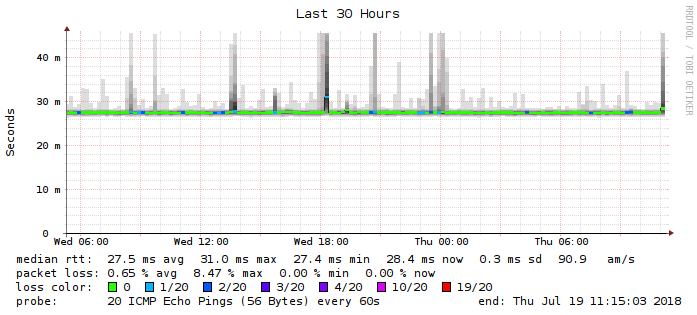 Last 30 Hours
RRDTOOL / TOBI OETIKER
Seconds
40 m
30 m
20 m
10 m
0
Wed 06:00 Wed 12:00 Wed 18:00 Thu 00:00 Thu 06:00
median rtt: 27.5 ms avg 31.0 ms max 27.4 ms min 28.4 ms now 0.3 ms sd 90.9 am/s
packet loss: 0.65 % avg 8.47 % max 0.00 % min 0.00 % now
loss color: 0 1/20 2/20 3/20 4/20 10/20 19/20
probe: 20 ICMP Echo Pings (56 Bytes) every 60s end: Thu Jul 19 11:15:03 2018